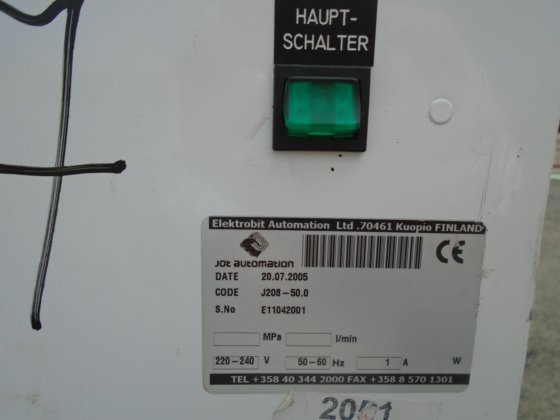 HAUPT-
SCHALTER
Elektrobit Automation Ltd .70461 Kuopio FINLAND
JOT automation
CE
DATE 20.07.2005
CODE J208-50.0
S.No E11042001
MPa l/min
220-240 V 50-60 Hz 1 A W
TEL +358 40 344 2000 FAX +358 8 570 1301